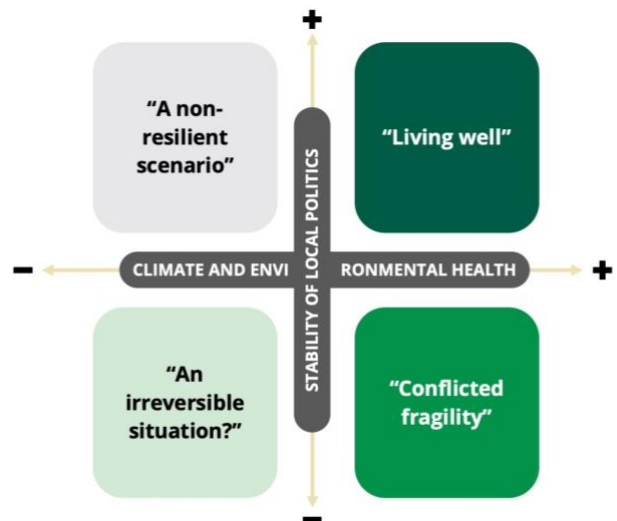 +
“A non-
resilient
scenario”
“Living well”
STABILITY OF LOCAL POLITICS
− CLIMATE AND ENVI RONMENTAL HEALTH +
“An
irreversible
situation?”
“Conflicted
fragility”
−